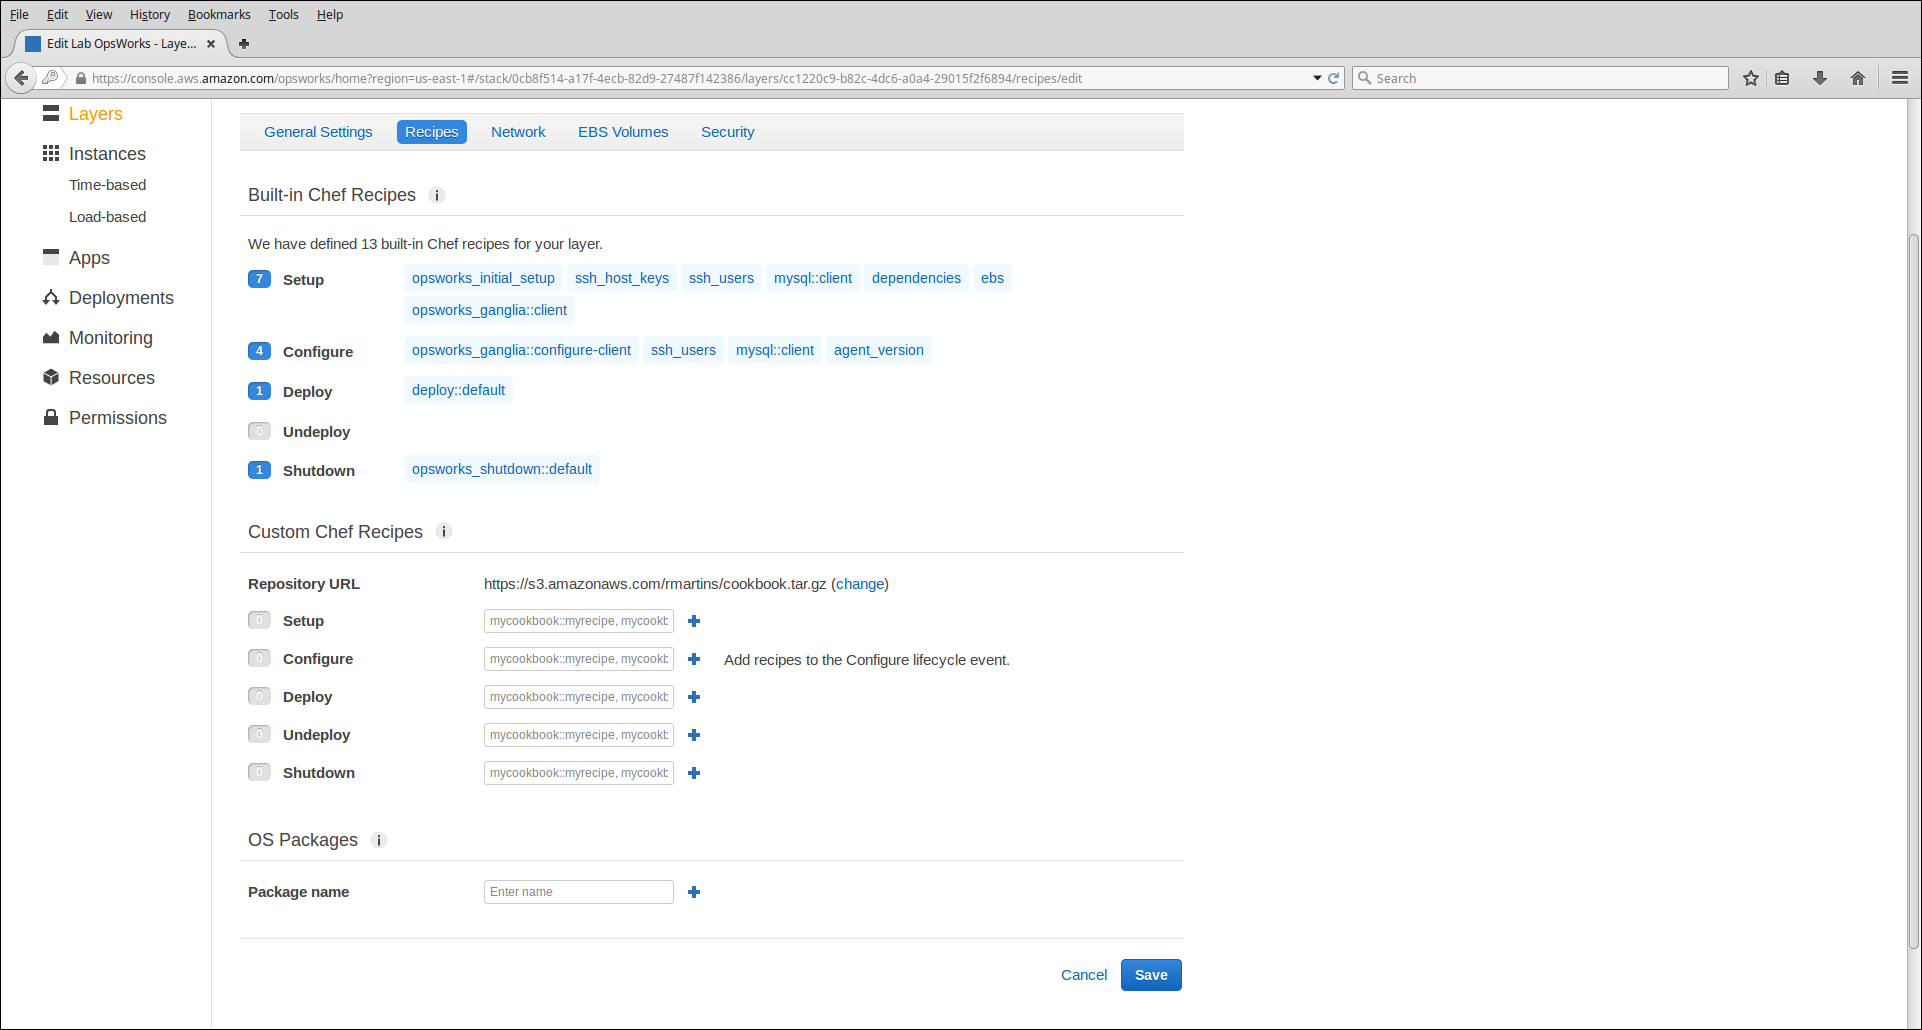 File Edit View History Bookmarks Tools Help
Edit Lab OpsWorks - Laye...
https://console.aws.amazon.com/opsworks/home?region=us-east-1#/stack/0cb8f514-a17f-4ecb-82d9-27487f142386/layers/cc1220c9-b82c-4dc6-a0a4-29015f2f6894/recipes/edit
Search
Layers
Instances
Time-based
Load-based
Apps
Deployments
Monitoring
Resources
Permissions
General Settings Recipes Network EBS Volumes Security
Built-in Chef Recipes i
We have defined 13 built-in Chef recipes for your layer.
7 Setup opsworks_initial_setup ssh_host_keys ssh_users mysql::client dependencies ebs
opsworks_ganglia::client
4 Configure opsworks_ganglia::configure-client ssh_users mysql::client agent_version
1 Deploy deploy::default
0 Undeploy
1 Shutdown opsworks_shutdown::default
Custom Chef Recipes i
Repository URL https://s3.amazonaws.com/rmartins/cookbook.tar.gz (change)
0 Setup mycookbook::myrecipe, mycookb
0 Configure mycookbook::myrecipe, mycookb Add recipes to the Configure lifecycle event.
0 Deploy mycookbook::myrecipe, mycookb
0 Undeploy mycookbook::myrecipe, mycookb
0 Shutdown mycookbook::myrecipe, mycookb
OS Packages i
Package name Enter name
Cancel Save